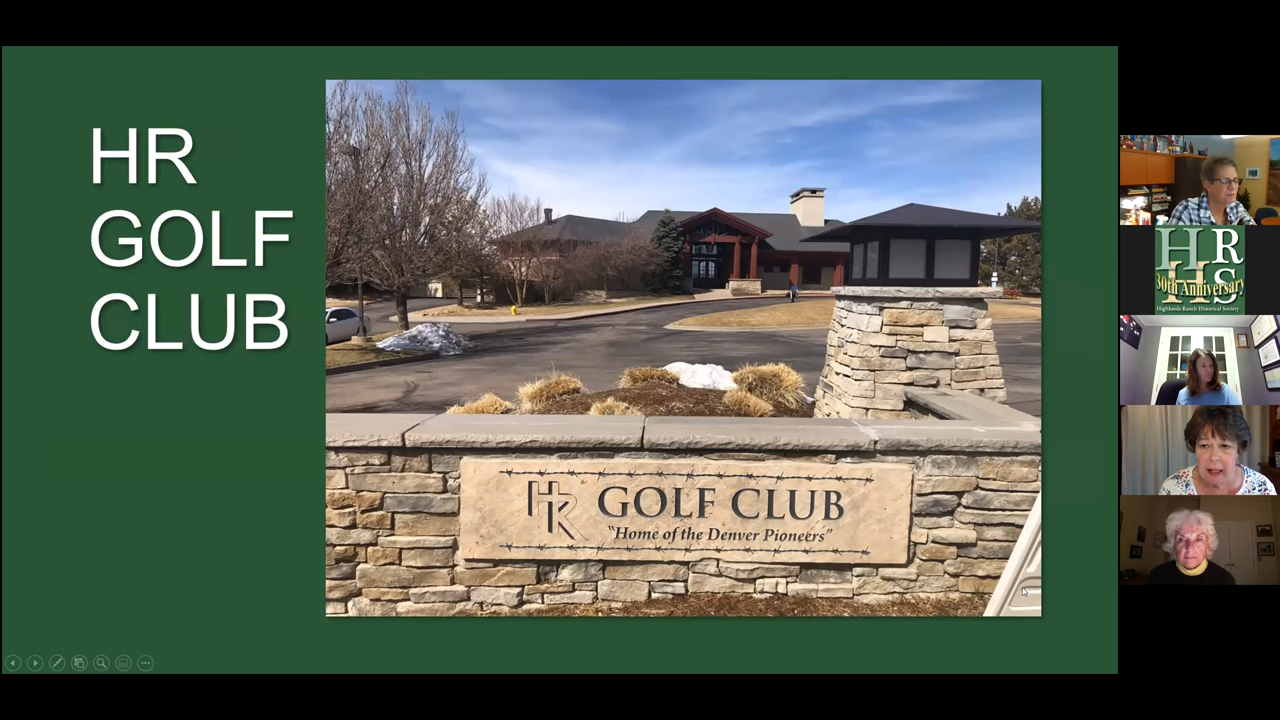 HR
GOLF
CLUB
HR GOLF CLUB
"Home of the Denver Pioneers"
HRHS
30th Anniversary
Highlands Ranch Historical Society